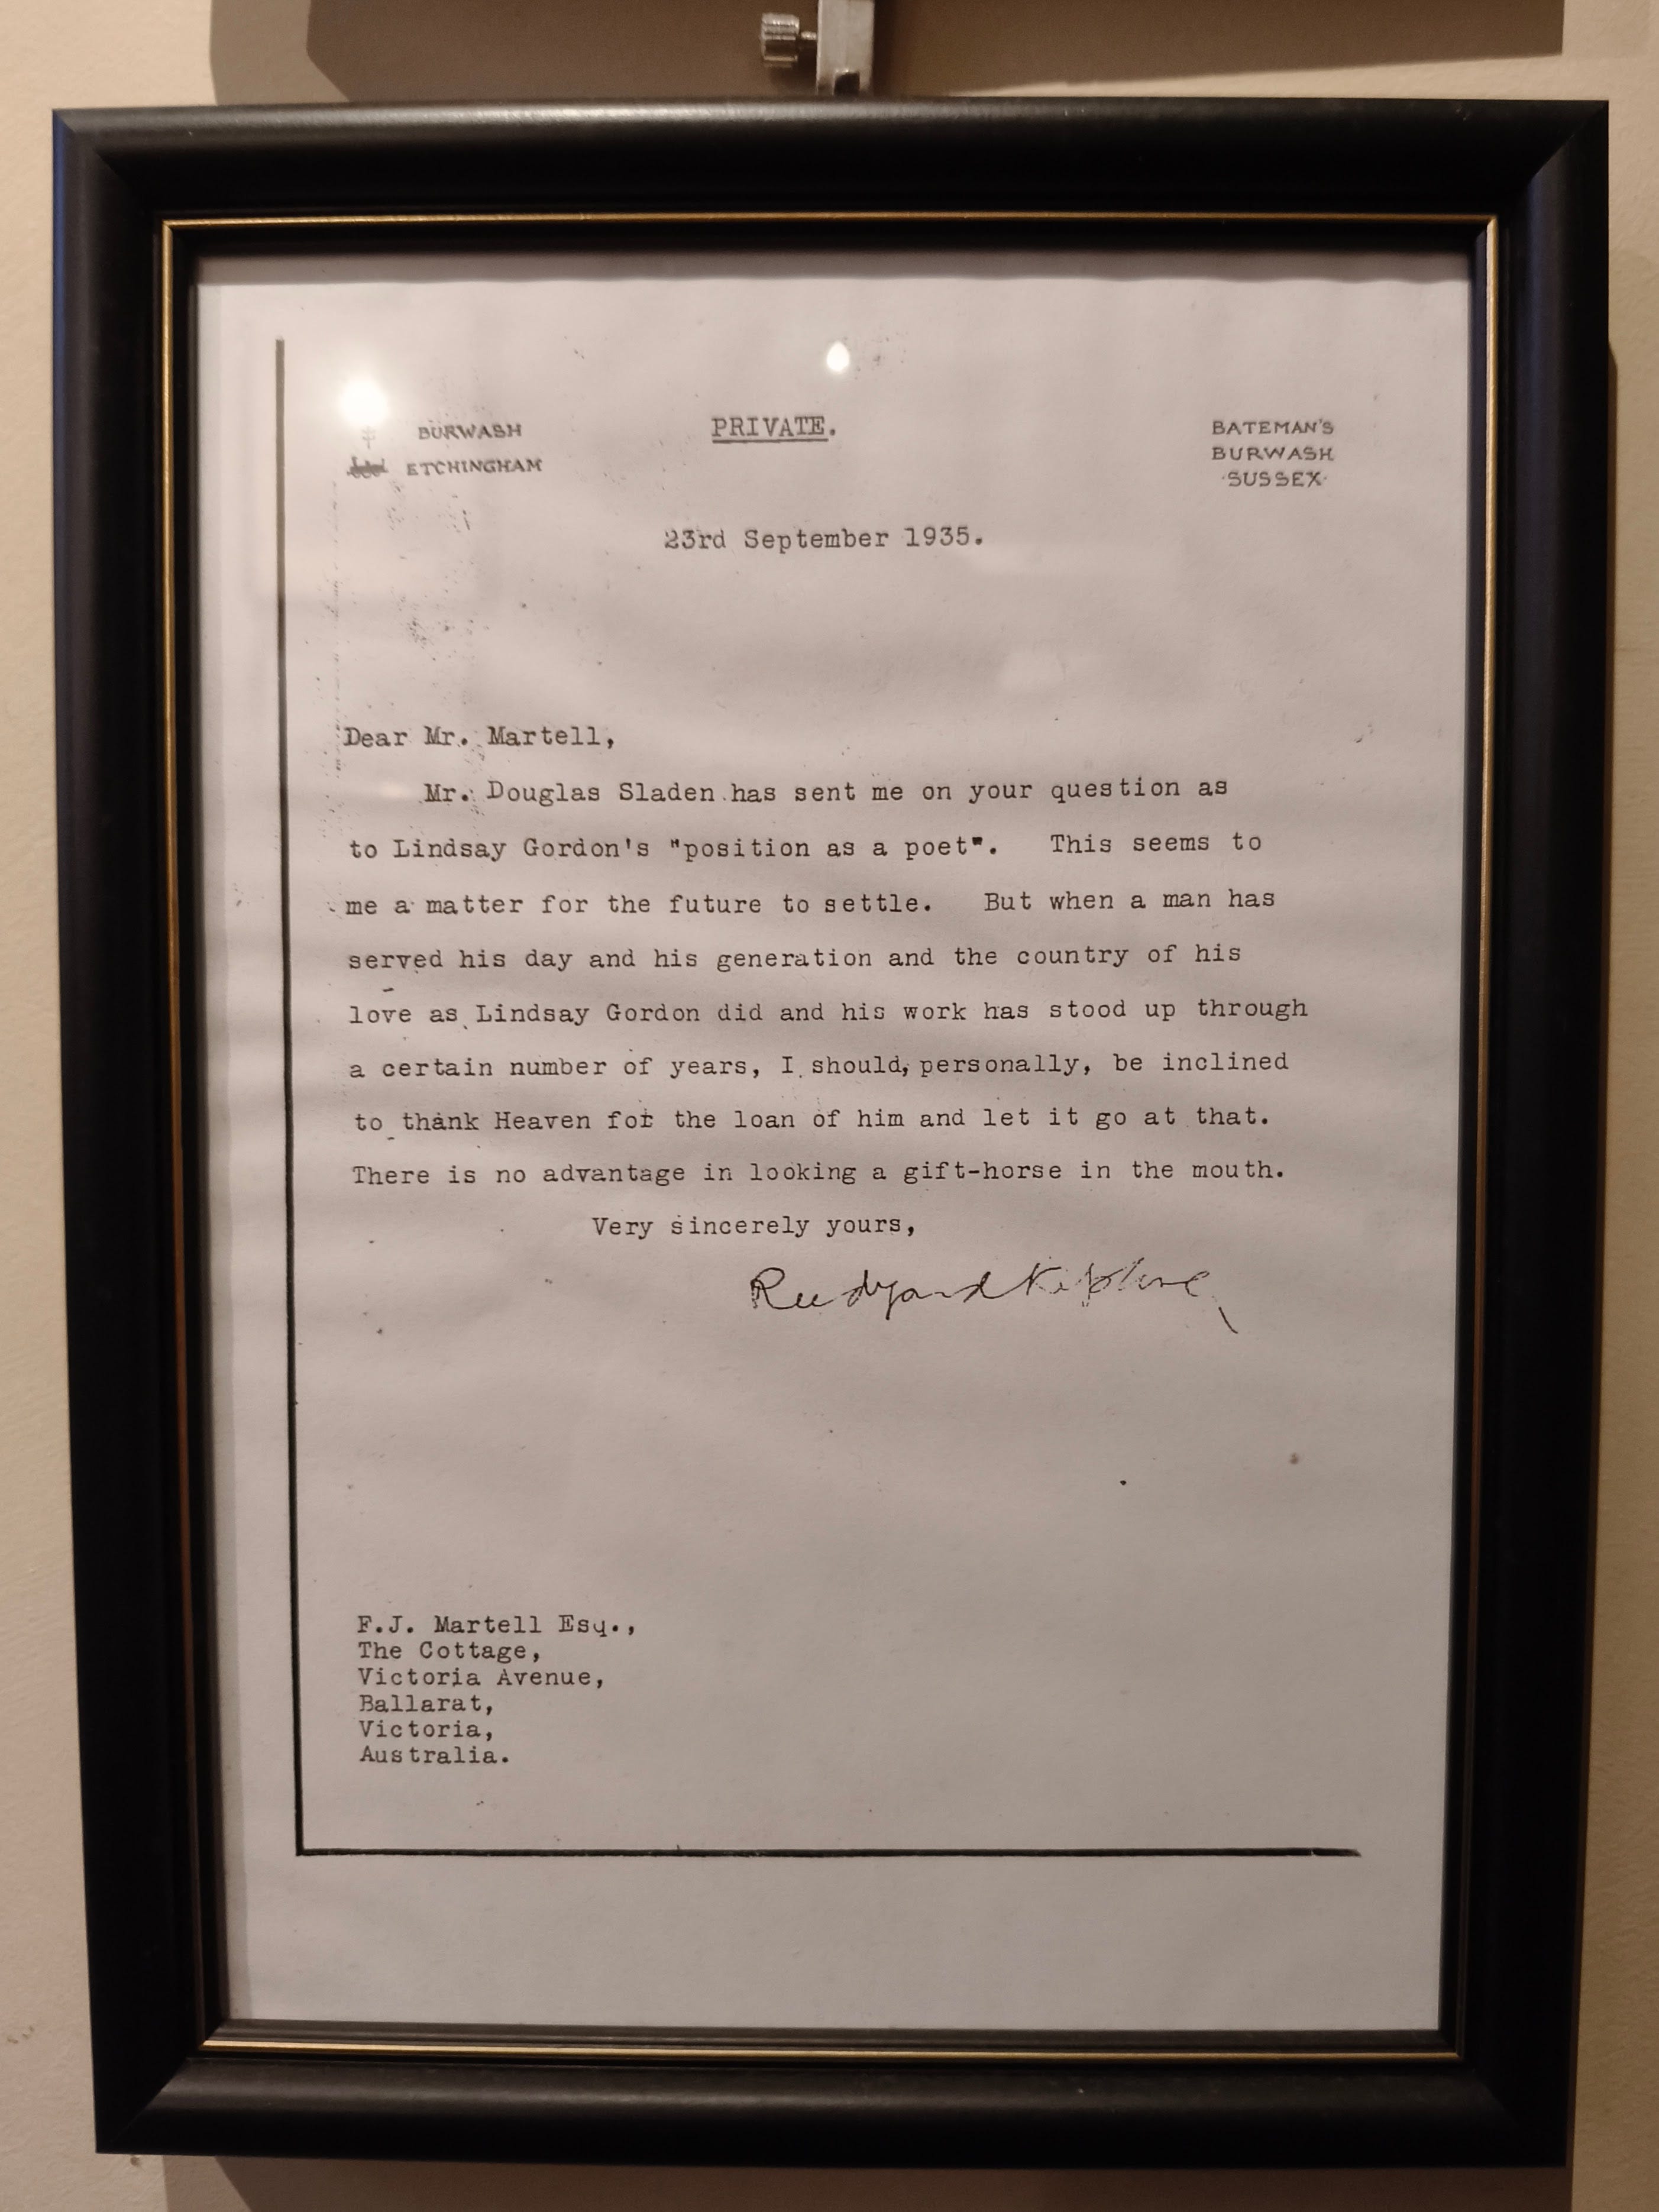 BURWASH
ETCHINGHAM
PRIVATE.
BATEMAN'S
BURWASH
·SUSSEX·
23rd September 1935.
Dear Mr. Martell,
Mr. Douglas Sladen has sent me on your question as
to Lindsay Gordon's "position as a poet". This seems to
me a matter for the future to settle. But when a man has
served his day and his generation and the country of his
love as Lindsay Gordon did and his work has stood up through
a certain number of years, I should, personally, be inclined
to thank Heaven for the loan of him and let it go at that.
There is no advantage in looking a gift-horse in the mouth.
Very sincerely yours,
Rudyard Kipling
F.J. Martell Esq.,
The Cottage,
Victoria Avenue,
Ballarat,
Victoria,
Australia.